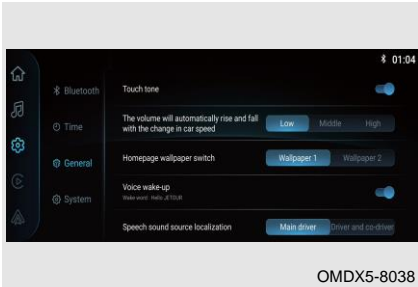 01:04
Bluetooth
Touch tone
Time
The volume will automatically rise and fall
with the change in car speed
Low Middle High
General
Homepage wallpaper switch
Wallpaper 1 Wallpaper 2
System
Voice wake-up
Wake word: Hello JETOUR
Speech sound source localization
Main driver Driver and co-driver
OMDX5-8038